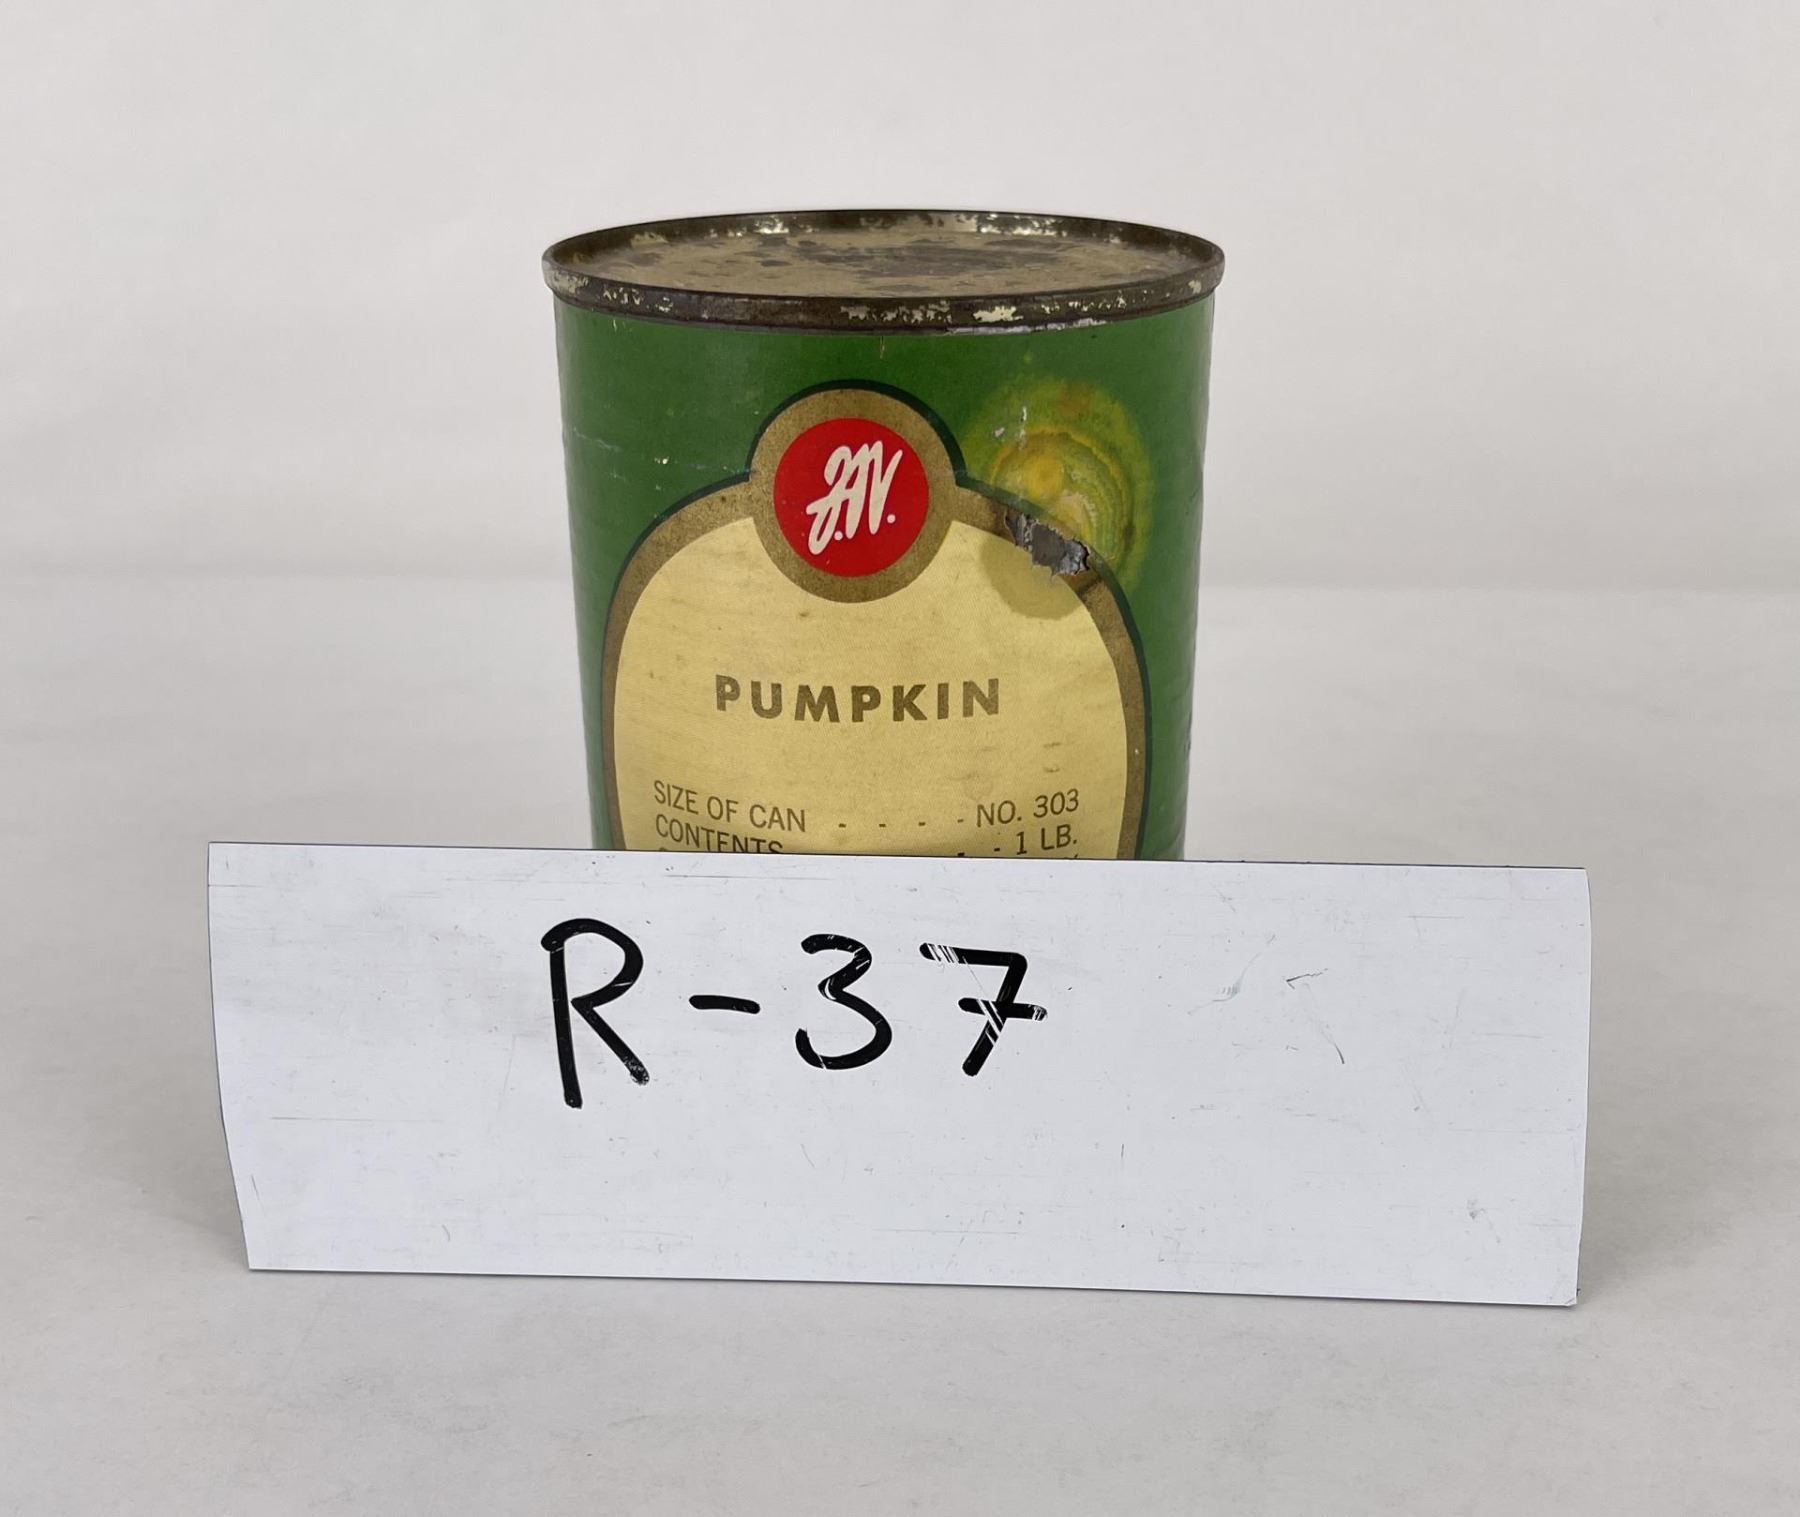 PUMPKIN
SIZE OF CAN - - - - NO. 303
CONTENTS - - 1 LB.
R-37